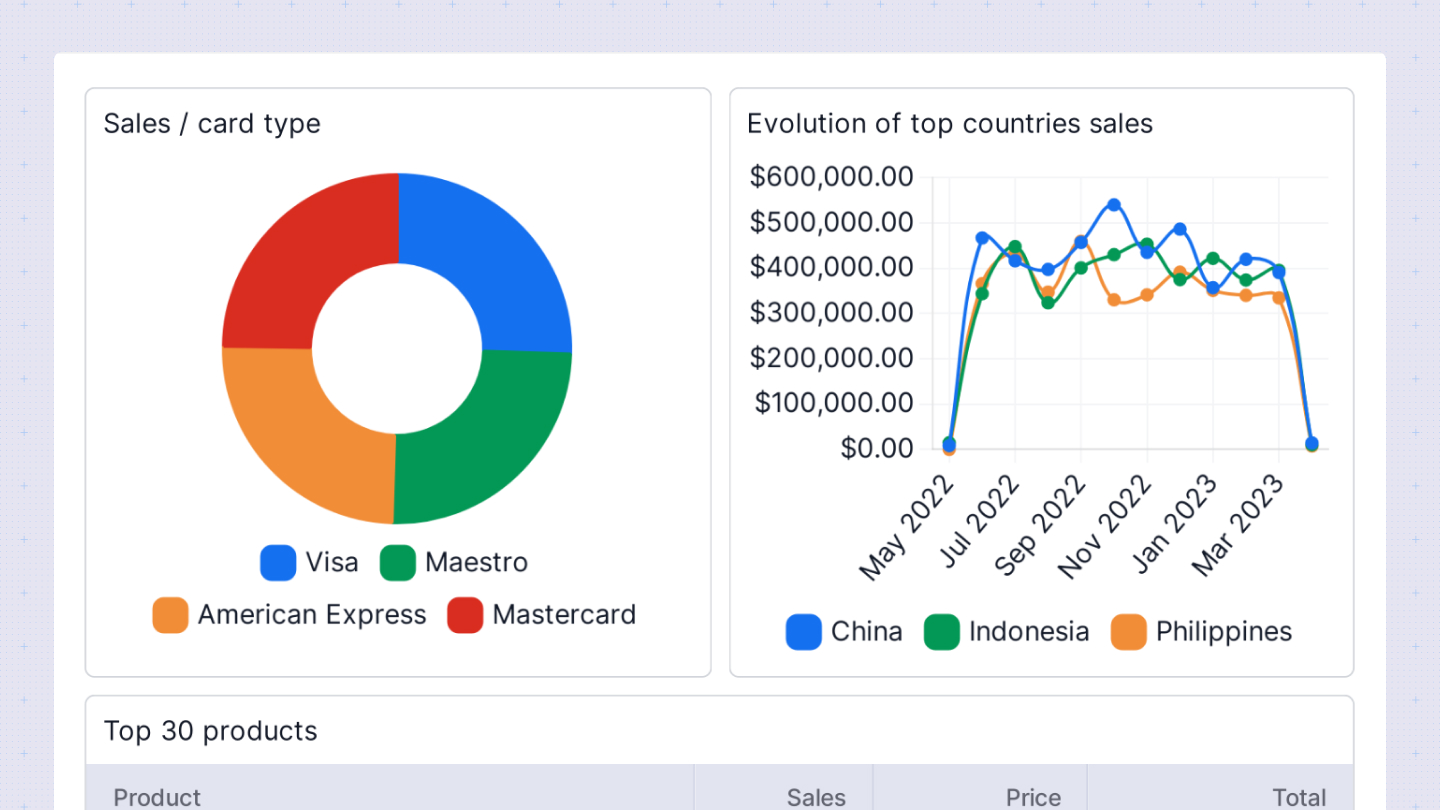 Sales / card type
Visa Maestro
American Express Mastercard
Evolution of top countries sales
$600,000.00
$500,000.00
$400,000.00
$300,000.00
$200,000.00
$100,000.00
$0.00
May 2022 Jul 2022 Sep 2022 Nov 2022 Jan 2023 Mar 2023
China Indonesia Philippines
Top 30 products
Product Sales Price Total